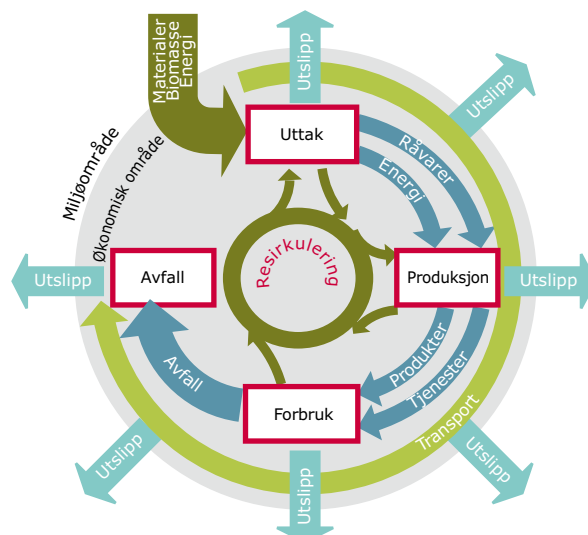 Materialer
Biomasse
Energi
Utslipp
Utslipp
Miljøområde
Økonomisk område
Uttak
Råvarer
Energi
Resirkulering
Utslipp
Avfall
Produksjon
Utslipp
Avfall
Produkter
Tjenester
Forbruk
Transport
Utslipp
Utslipp
Utslipp